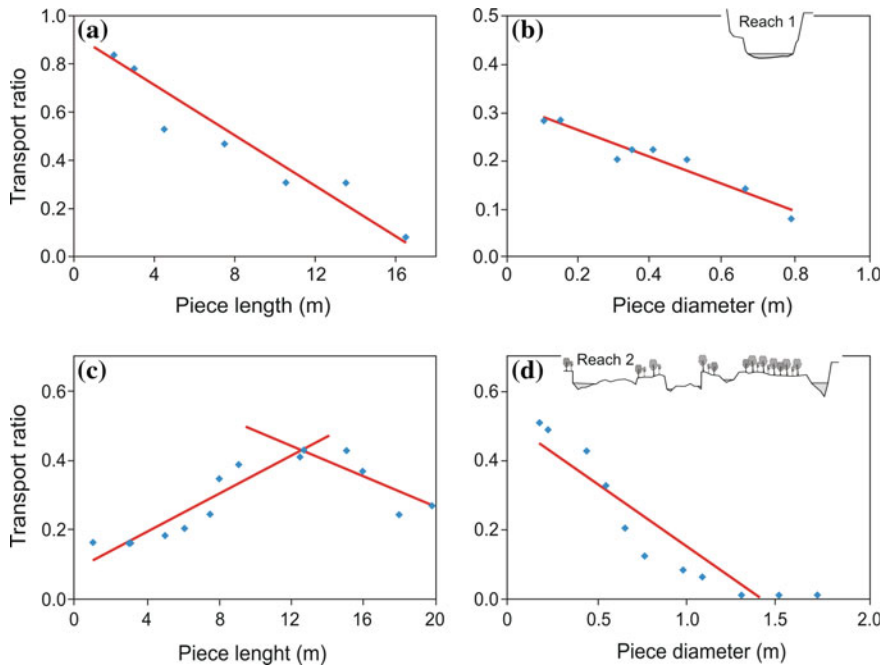 (a)
Transport ratio
1.0
0.8
0.6
0.4
0.2
0.0
0 4 8 12 16
Piece length (m)
(b)
Reach 1
0.5
0.4
0.3
0.2
0.1
0.0
0 0.2 0.4 0.6 0.8 1.0
Piece diameter (m)
(c)
Transport ratio
0.6
0.4
0.2
0.0
0 4 8 12 16 20
Piece lenght (m)
(d)
Reach 2
0.6
0.4
0.2
0.0
0 0.5 1.0 1.5 2.0
Piece diameter (m)